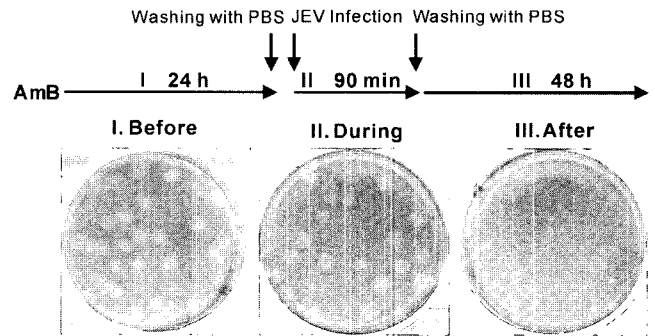 Washing with PBS JEV Infection Washing with PBS
AmB I 24 h II 90 min III 48 h
I. Before II. During III. After